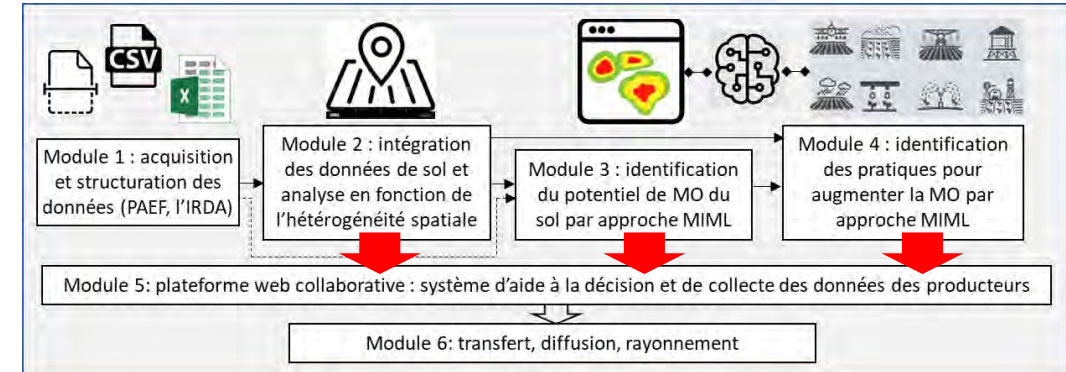 CSV
X
Module 1 : acquisition
et structuration des
données (PAEF, l'IRDA)
Module 2 : intégration
des données de sol et
analyse en fonction de
l'hétérogénéité spatiale
Module 3 : identification
du potentiel de MO du
sol par approche MIML
Module 4 : identification
des pratiques pour
augmenter la MO par
approche MIML
Module 5: plateforme web collaborative : système d'aide à la décision et de collecte des données des producteurs
Module 6: transfert, diffusion, rayonnement